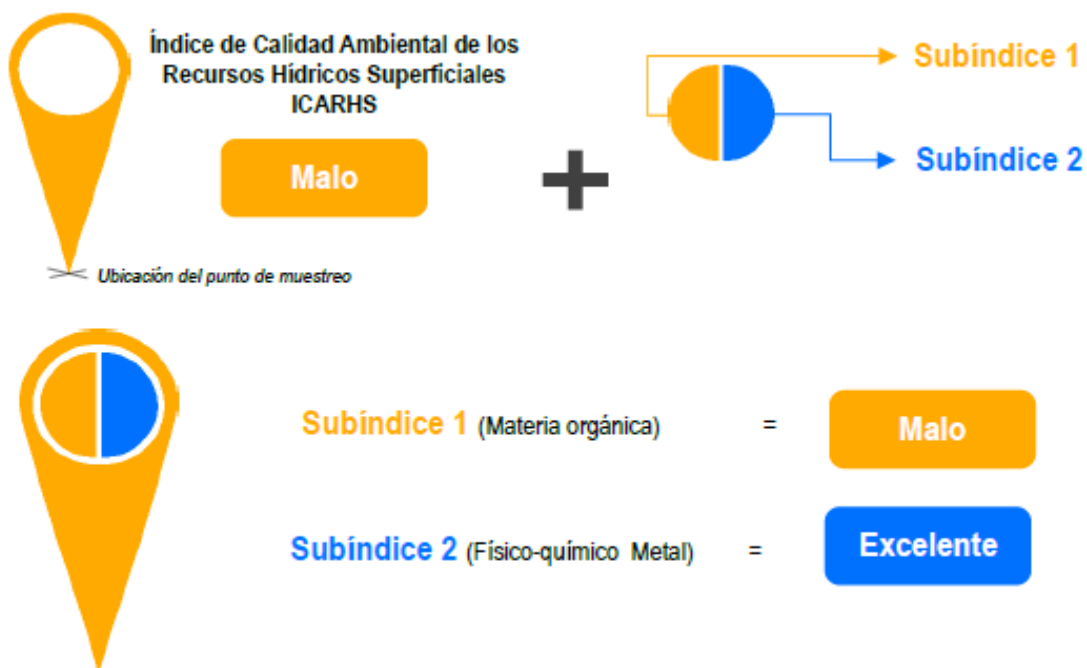 Índice de Calidad Ambiental de los
Recursos Hídricos Superficiales
ICARHS
Malo
Subíndice 1
Subíndice 2
Ubicación del punto de muestreo
Subíndice 1 (Materia orgánica) = Malo
Subíndice 2 (Físico-químico Metal) = Excelente